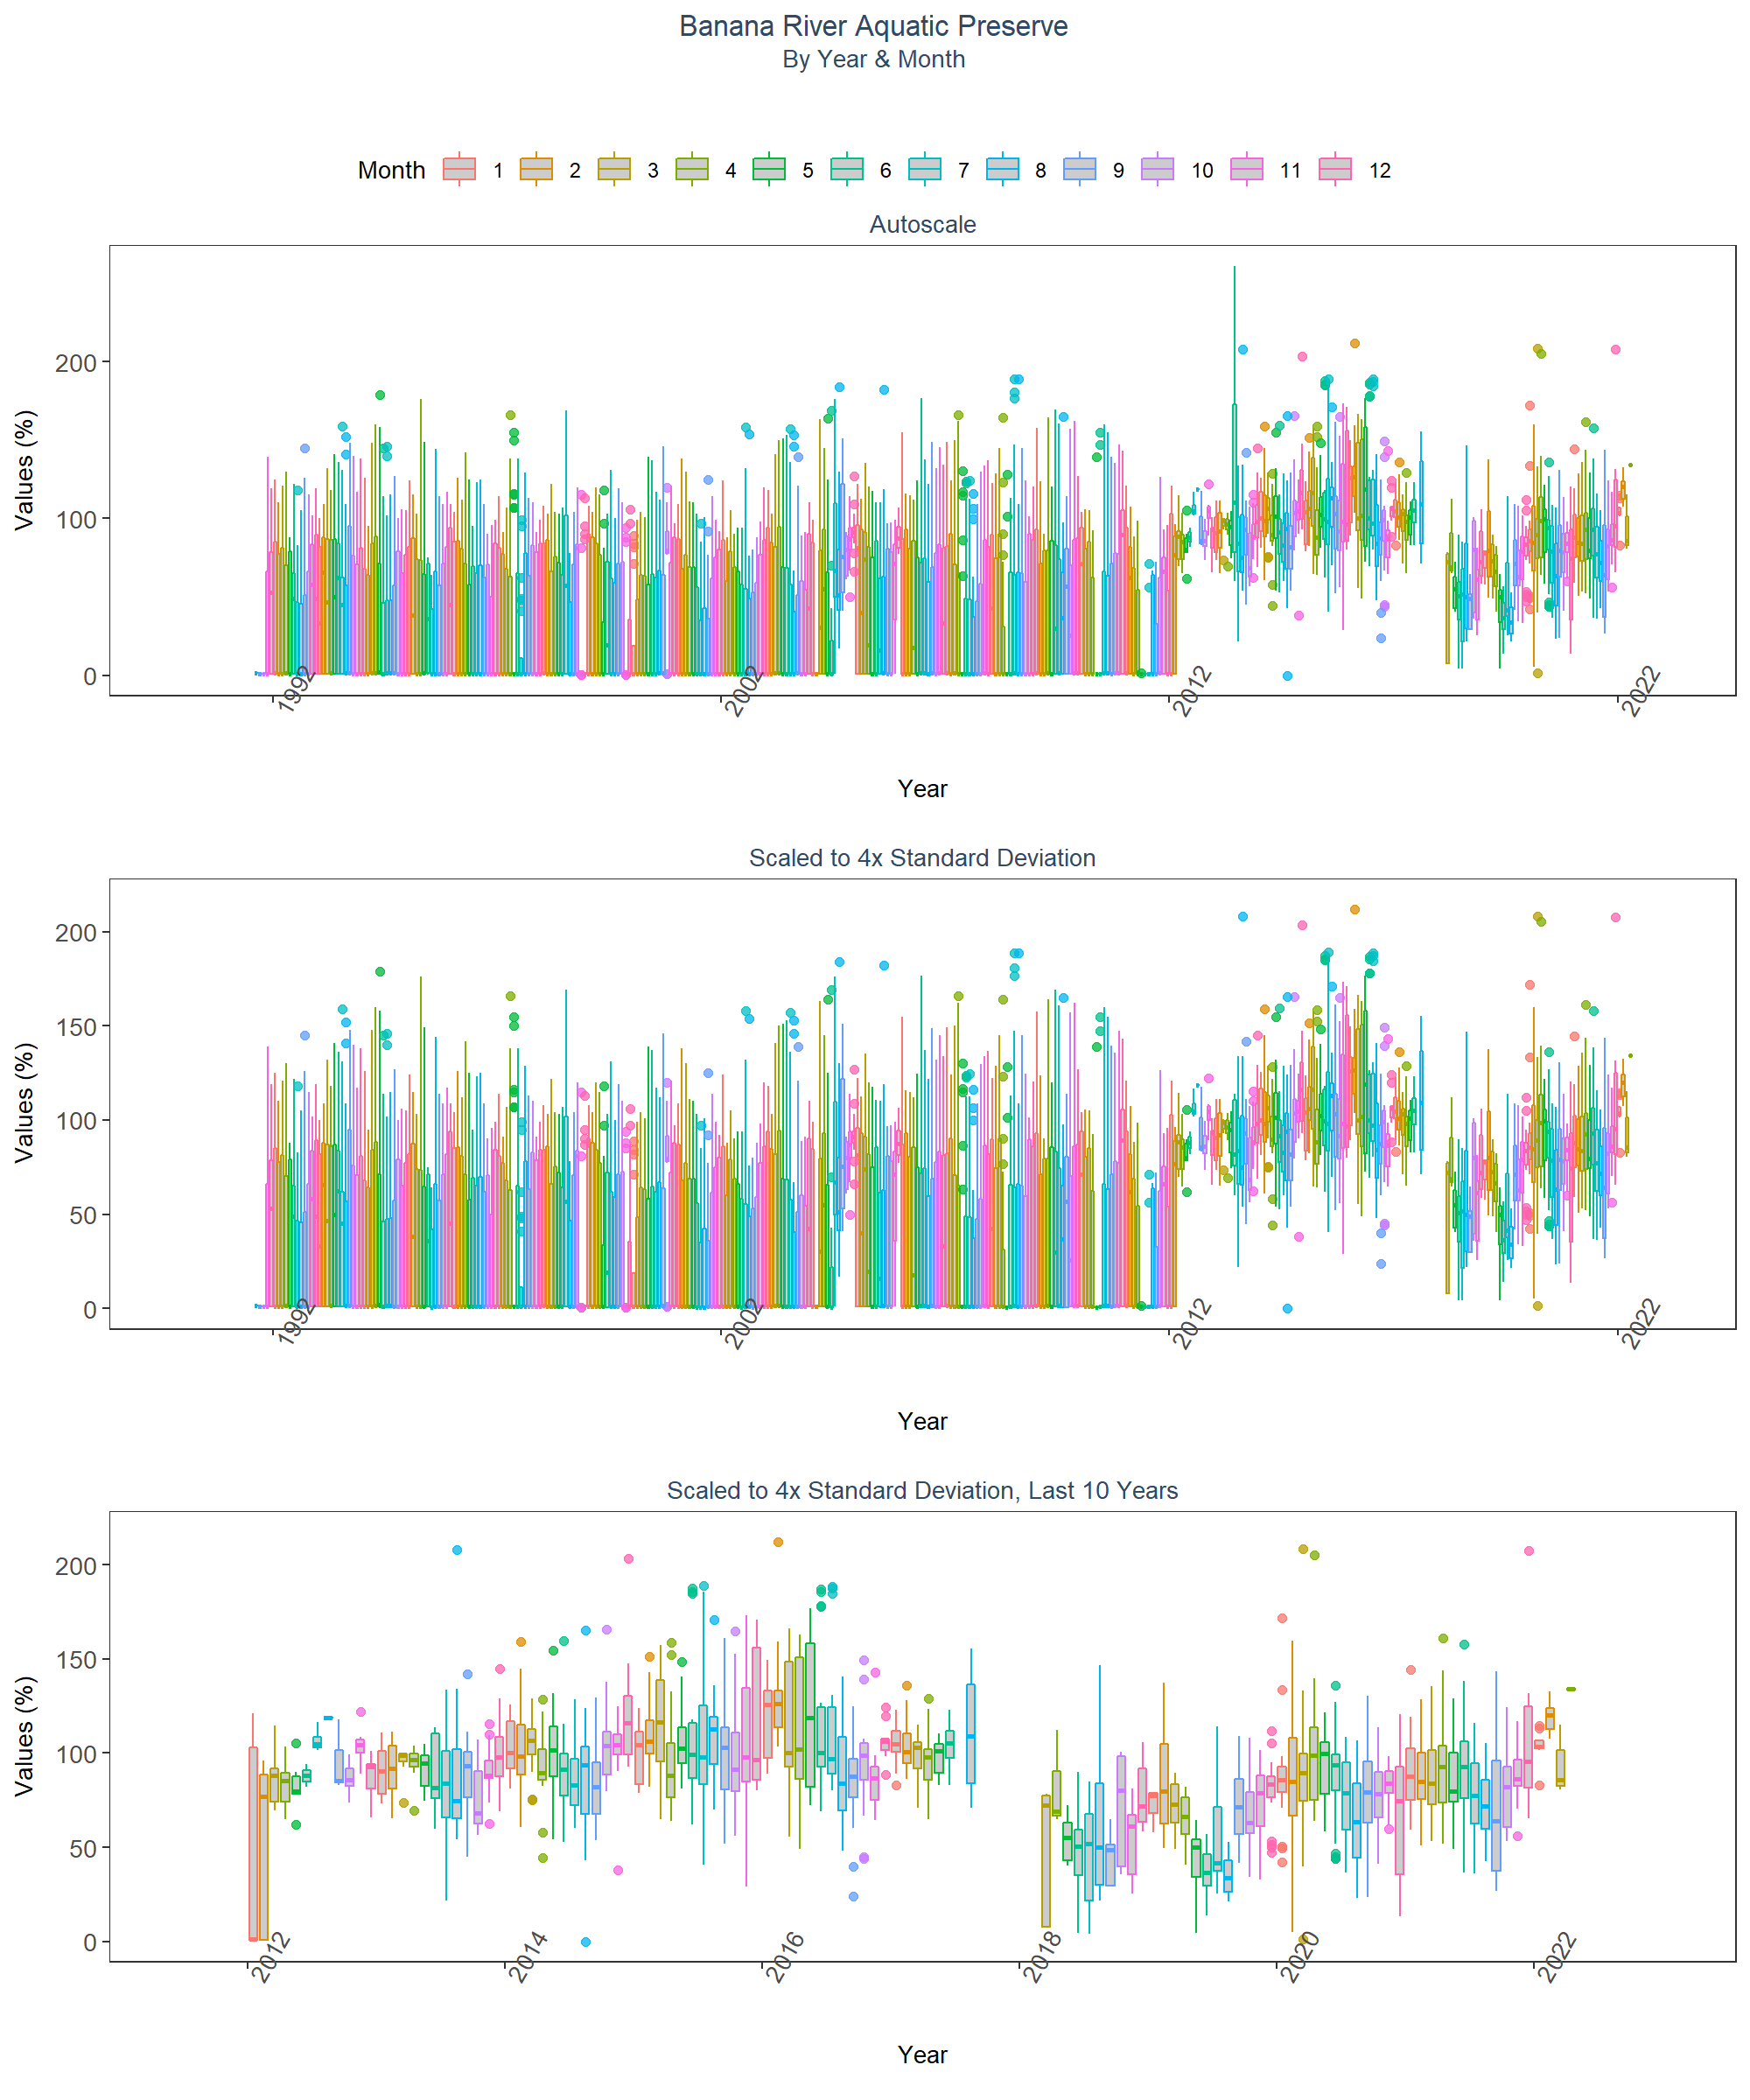 Banana River Aquatic Preserve
By Year & Month
Month 1 2 3 4 5 6 7 8 9 10 11 12
Autoscale
Values (%)
200
100
0
1992 2002 2012 2022
Year
Scaled to 4x Standard Deviation
Values (%)
200
150
100
50
0
1992 2002 2012 2022
Year
Scaled to 4x Standard Deviation, Last 10 Years
Values (%)
200
150
100
50
0
2012 2014 2016 2018 2020 2022
Year